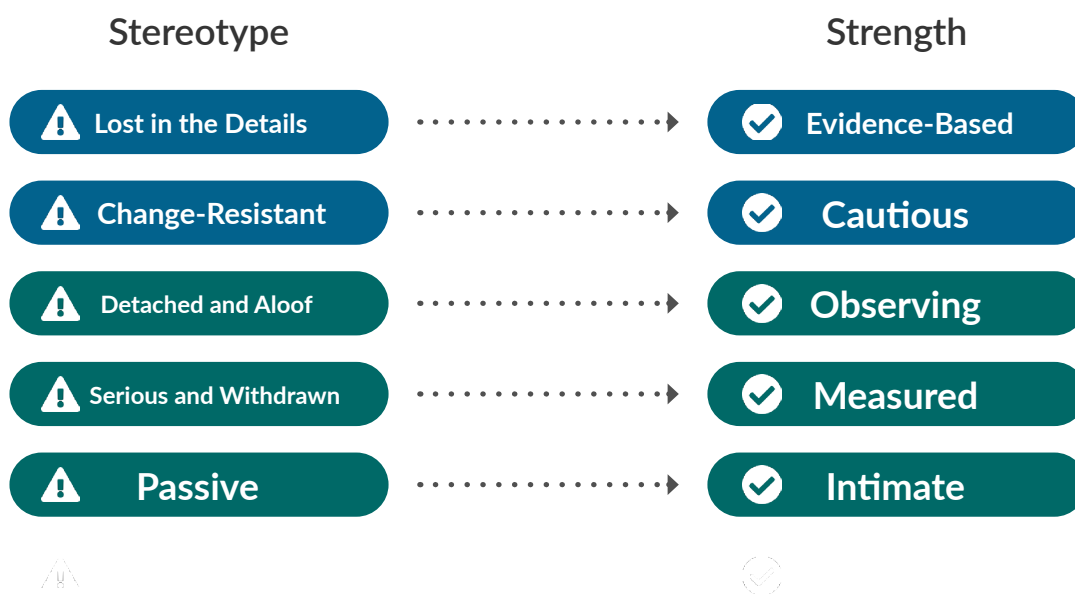 Stereotype Strength
Lost in the Details Evidence-Based
Change-Resistant Cautious
Detached and Aloof Observing
Serious and Withdrawn Measured
Passive Intimate